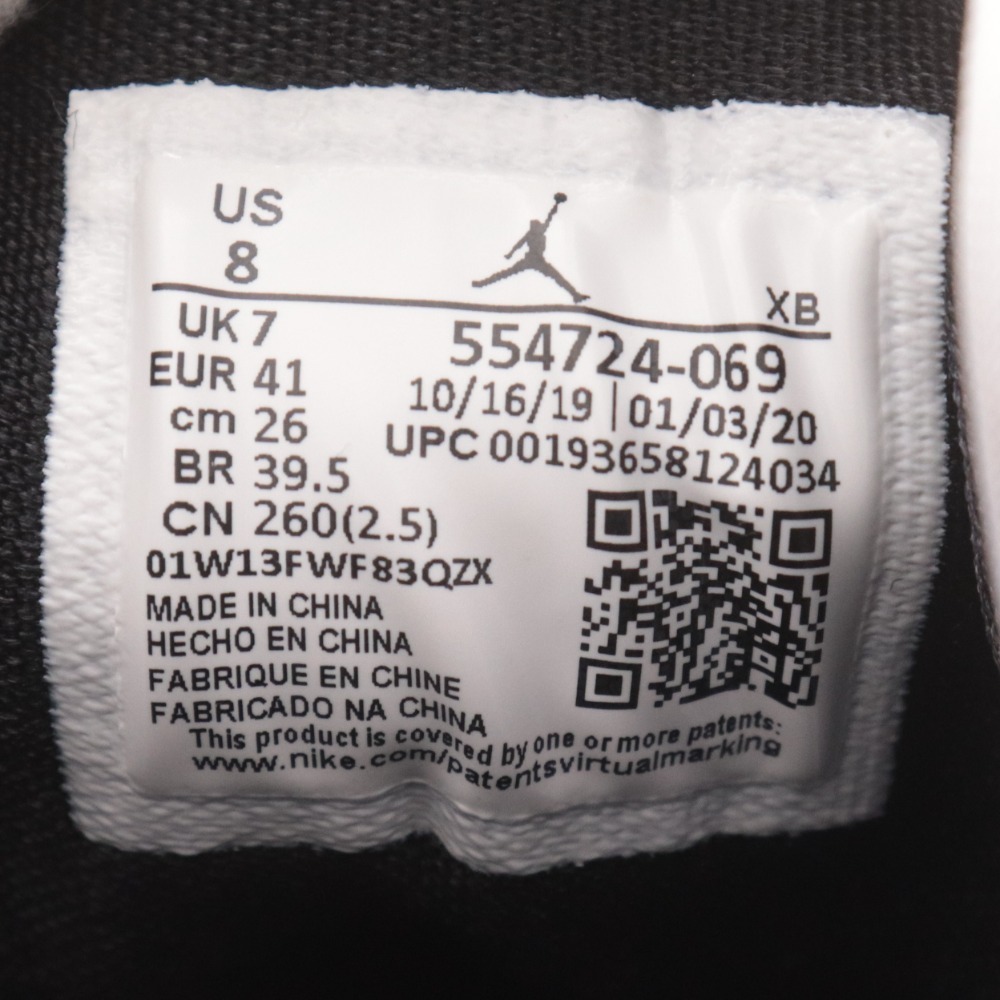 US
8
XB
UK 7
554724-069
EUR 41
10/16/19 | 01/03/20
cm 26
UPC 00193658124034
BR 39.5
CN 260(2.5)
01W13FWF83QZX
MADE IN CHINA
HECHO EN CHINA
FABRIQUE EN CHINE
FABRICADO NA CHINA
This product is covered by one or more patents:
www.nike.com/patentsvirtualmarking